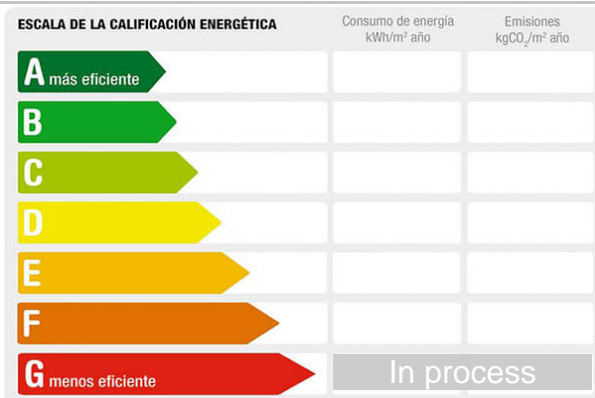 ESCALA DE LA CALIFICACIÓN ENERGÉTICA
Consumo de energía
kWh/m² año
Emisiones
kgCO₂/m² año
A más eficiente
B
C
D
E
F
G menos eficiente
In process